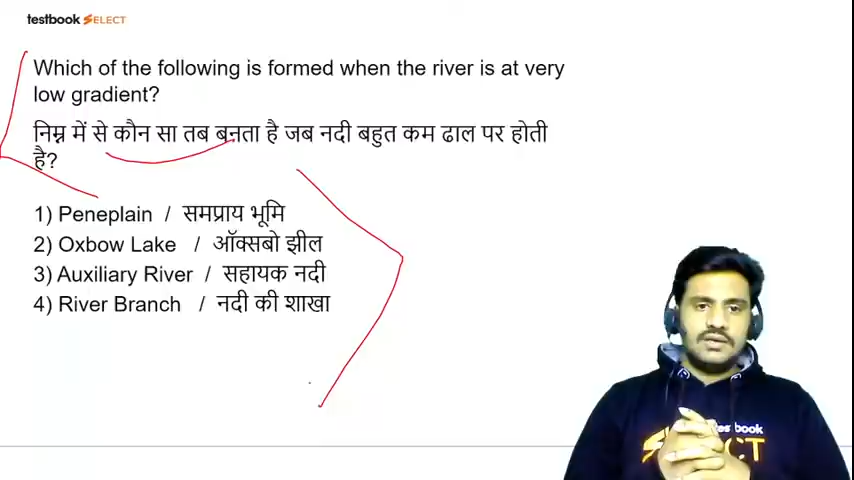 testbook SELECT
Which of the following is formed when the river is at very
low gradient?
निम्न में से कौन सा तब बनता है जब नदी बहुत कम ढाल पर होती
है?
1) Peneplain / समप्राय भूमि
2) Oxbow Lake / ऑक्सबो झील
3) Auxiliary River / सहायक नदी
4) River Branch / नदी की शाखा
book
CT